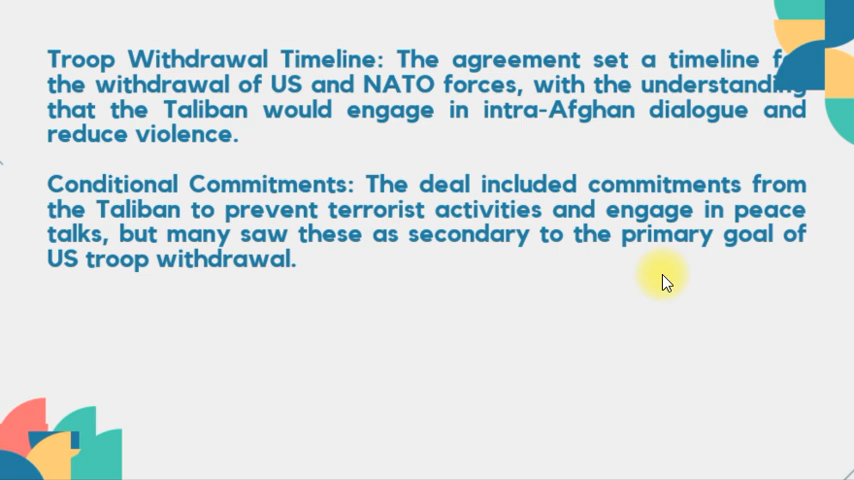 Troop Withdrawal Timeline: The agreement set a timeline
the withdrawal of US and NATO forces, with the understanding
that the Taliban would engage in intra-Afghan dialogue and
reduce violence.
Conditional Commitments: The deal included commitments from
the Taliban to prevent terrorist activities and engage in peace
talks, but many saw these as secondary to the primary goal of
US troop withdrawal.